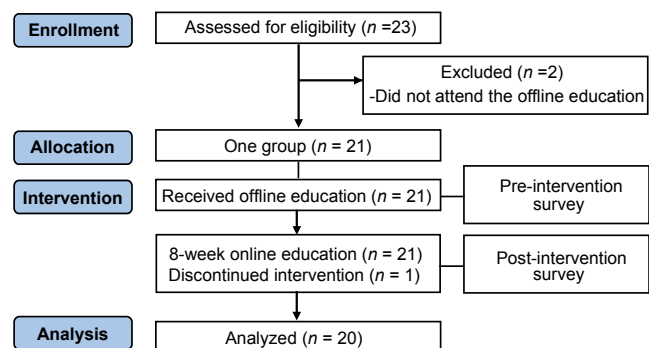 Enrollment
Assessed for eligibility (n =23)
Excluded (n =2)
-Did not attend the offline education
Allocation
One group (n = 21)
Intervention
Received offline education (n = 21)
Pre-intervention
survey
8-week online education (n = 21)
Discontinued intervention (n = 1)
Post-intervention
survey
Analysis
Analyzed (n = 20)